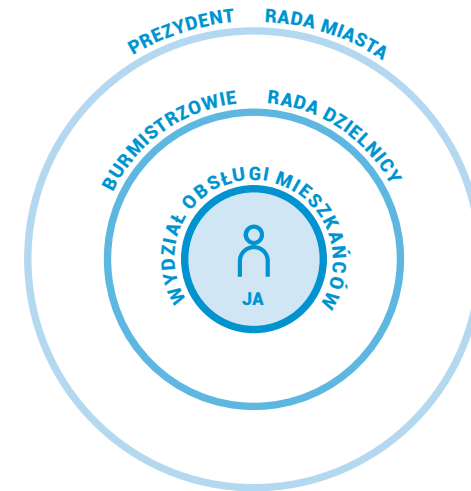 PREZYDENT RADA MIASTA
BURMISTRZOWIE RADA DZIELNICY
WYDZIAŁ OBSŁUGI MIESZKAŃCÓW
JA